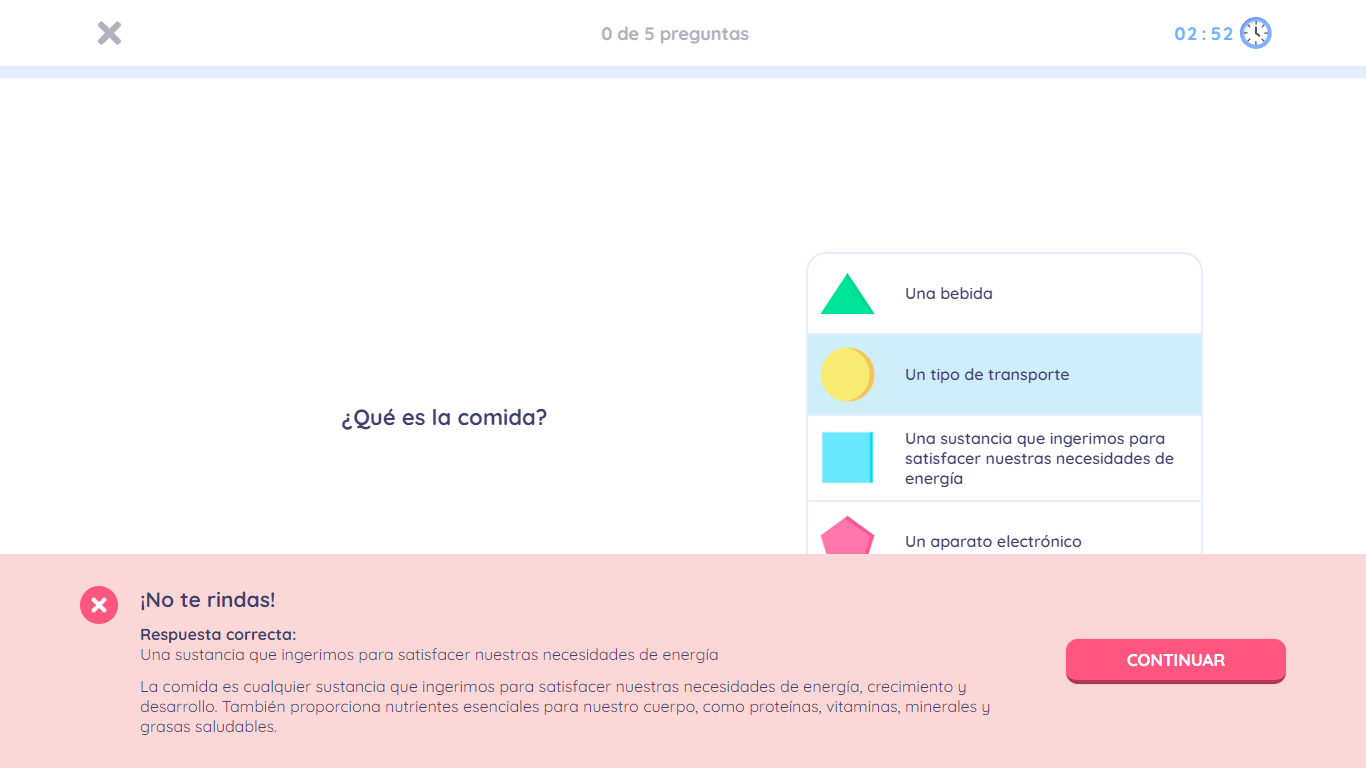 0 de 5 preguntas
02:52
¿Qué es la comida?
Una bebida
Un tipo de transporte
Una sustancia que ingerimos para
satisfacer nuestras necesidades de
energía
Un aparato electrónico
¡No te rindas!
Respuesta correcta:
Una sustancia que ingerimos para satisfacer nuestras necesidades de energía
La comida es cualquier sustancia que ingerimos para satisfacer nuestras necesidades de energía, crecimiento y
desarrollo. También proporciona nutrientes esenciales para nuestro cuerpo, como proteínas, vitaminas, minerales y
grasas saludables.
CONTINUAR